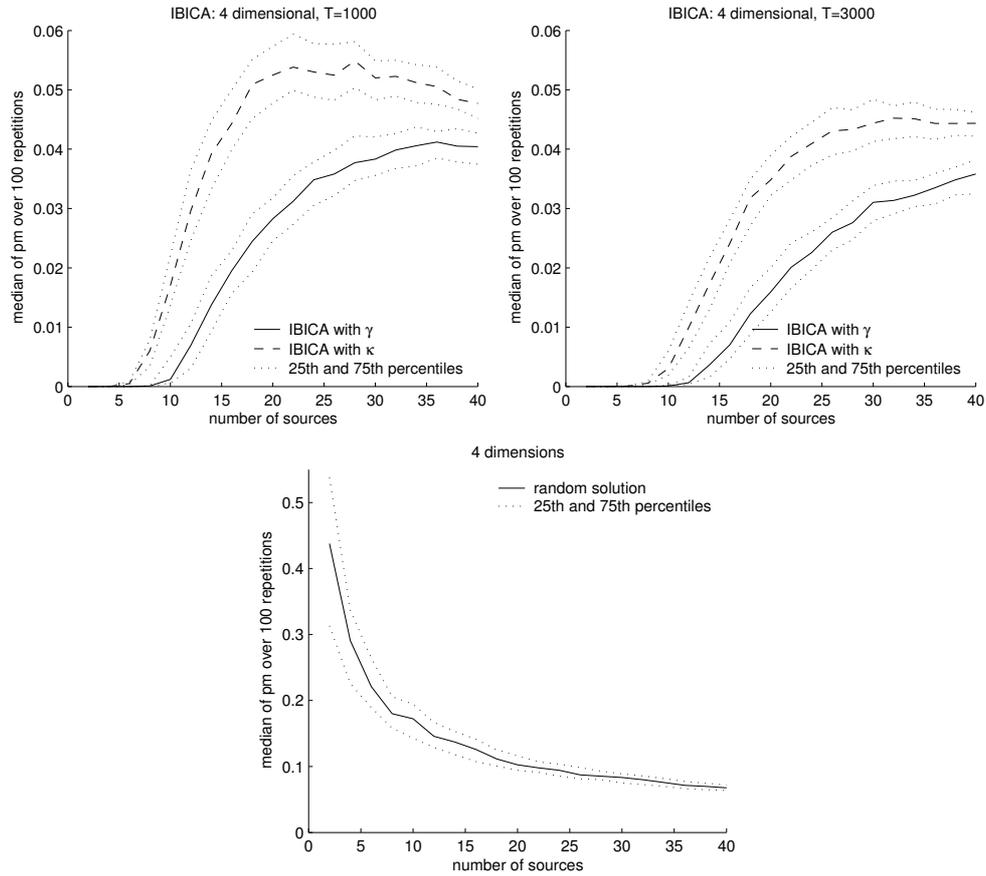 IBICA: 4 dimensional, T=1000
median of pm over 100 repetitions
0.06
0.05
0.04
0.03
0.02
0.01
0
IBICA with γ
IBICA with κ
25th and 75th percentiles
0 5 10 15 20 25 30 35 40
number of sources
IBICA: 4 dimensional, T=3000
median of pm over 100 repetitions
0.06
0.05
0.04
0.03
0.02
0.01
0
IBICA with γ
IBICA with κ
25th and 75th percentiles
0 5 10 15 20 25 30 35 40
number of sources
4 dimensions
median of pm over 100 repetitions
random solution
25th and 75th percentiles
0.5
0.4
0.3
0.2
0.1
0
0 5 10 15 20 25 30 35 40
number of sources